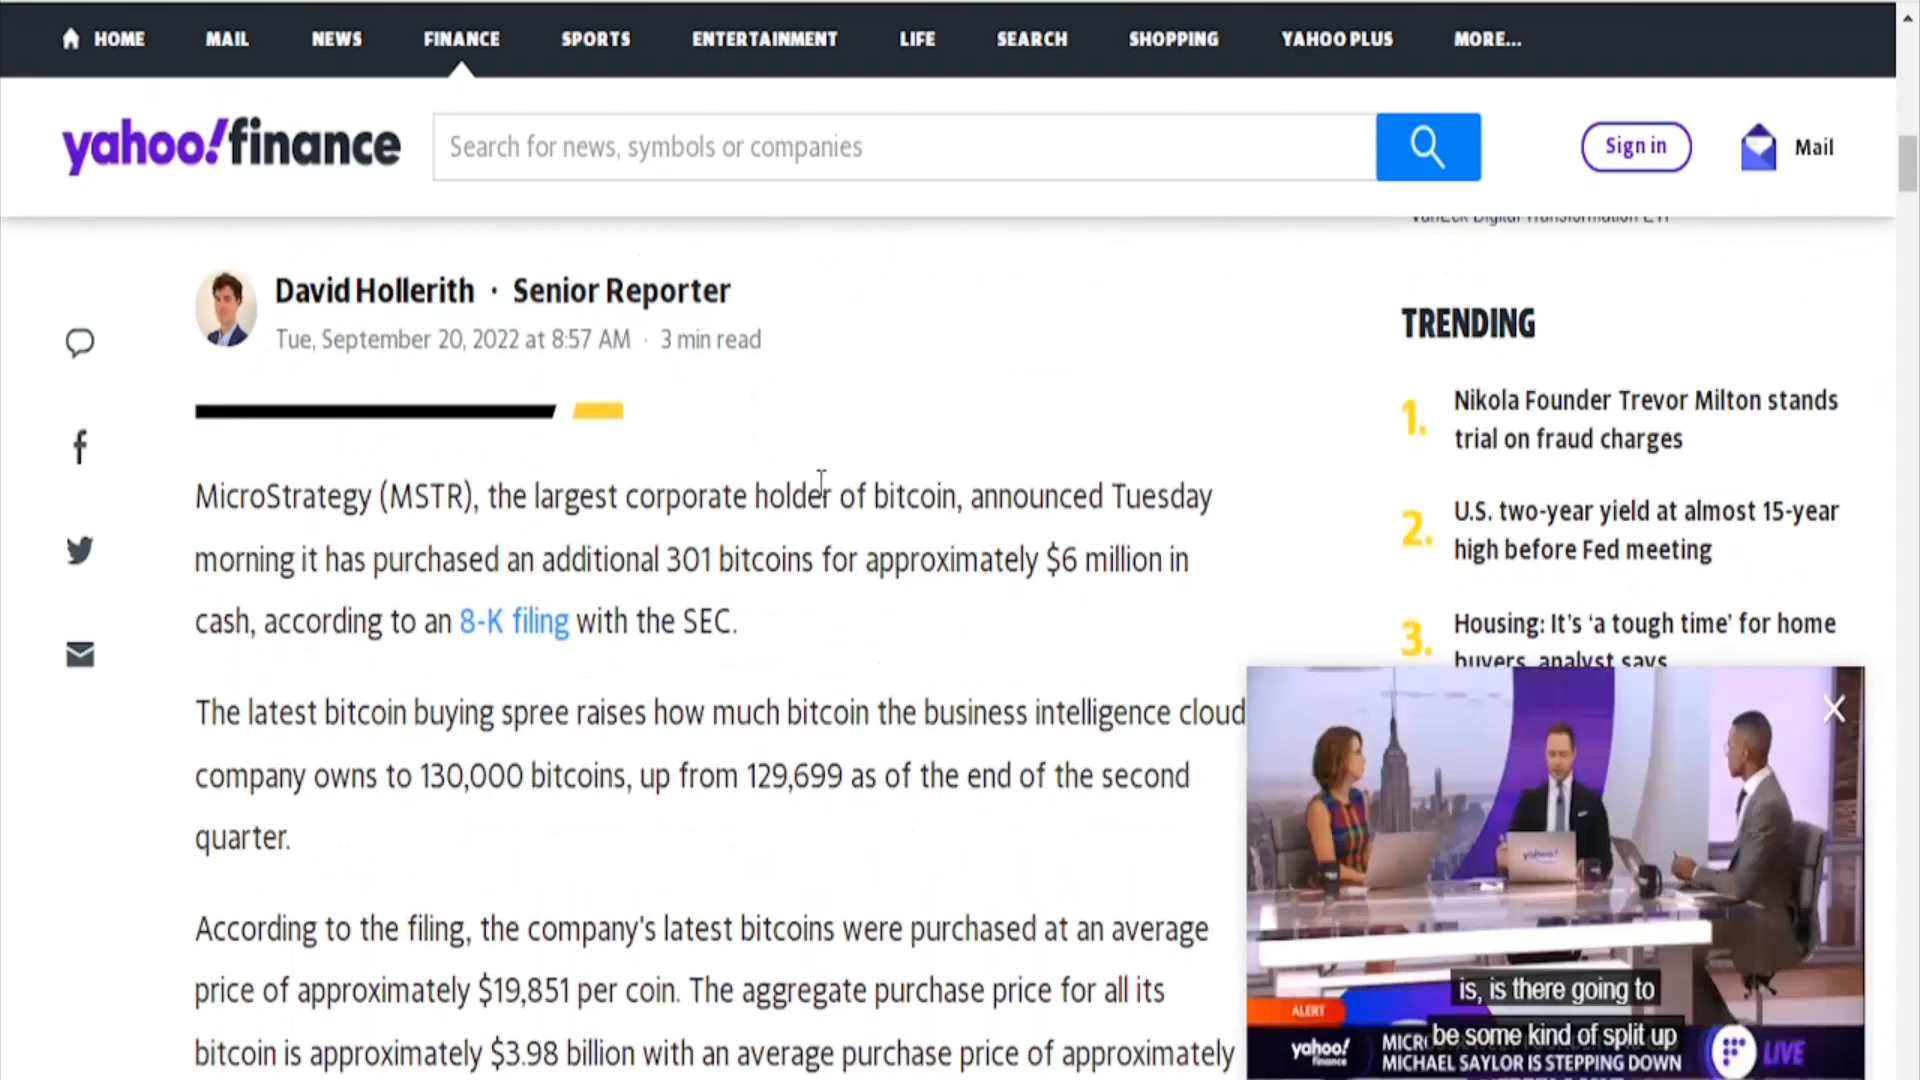 HOME MAIL NEWS FINANCE SPORTS ENTERTAINMENT LIFE SEARCH SHOPPING YAHOO PLUS MORE...
yahoo!finance
Search for news, symbols or companies
Sign in
Mail
VanEck Digital Transformation ETF
David Hollerith · Senior Reporter
Tue, September 20, 2022 at 8:57 AM · 3 min read
MicroStrategy (MSTR), the largest corporate holder of bitcoin, announced Tuesday
morning it has purchased an additional 301 bitcoins for approximately $6 million in
cash, according to an 8-K filing with the SEC.
The latest bitcoin buying spree raises how much bitcoin the business intelligence cloud
company owns to 130,000 bitcoins, up from 129,699 as of the end of the second
quarter.
According to the filing, the company's latest bitcoins were purchased at an average
price of approximately $19,851 per coin. The aggregate purchase price for all its
bitcoin is approximately $3.98 billion with an average purchase price of approximately
TRENDING
1. Nikola Founder Trevor Milton stands
trial on fraud charges
2. U.S. two-year yield at almost 15-year
high before Fed meeting
3. Housing: It's ‘a tough time’ for home
buyers, analyst says
yahoo!
is, is there going to
be some kind of split up
ALERT
yahoo!
finance
MICR
MICHAEL SAYLOR IS STEPPING DOWN
LIVE